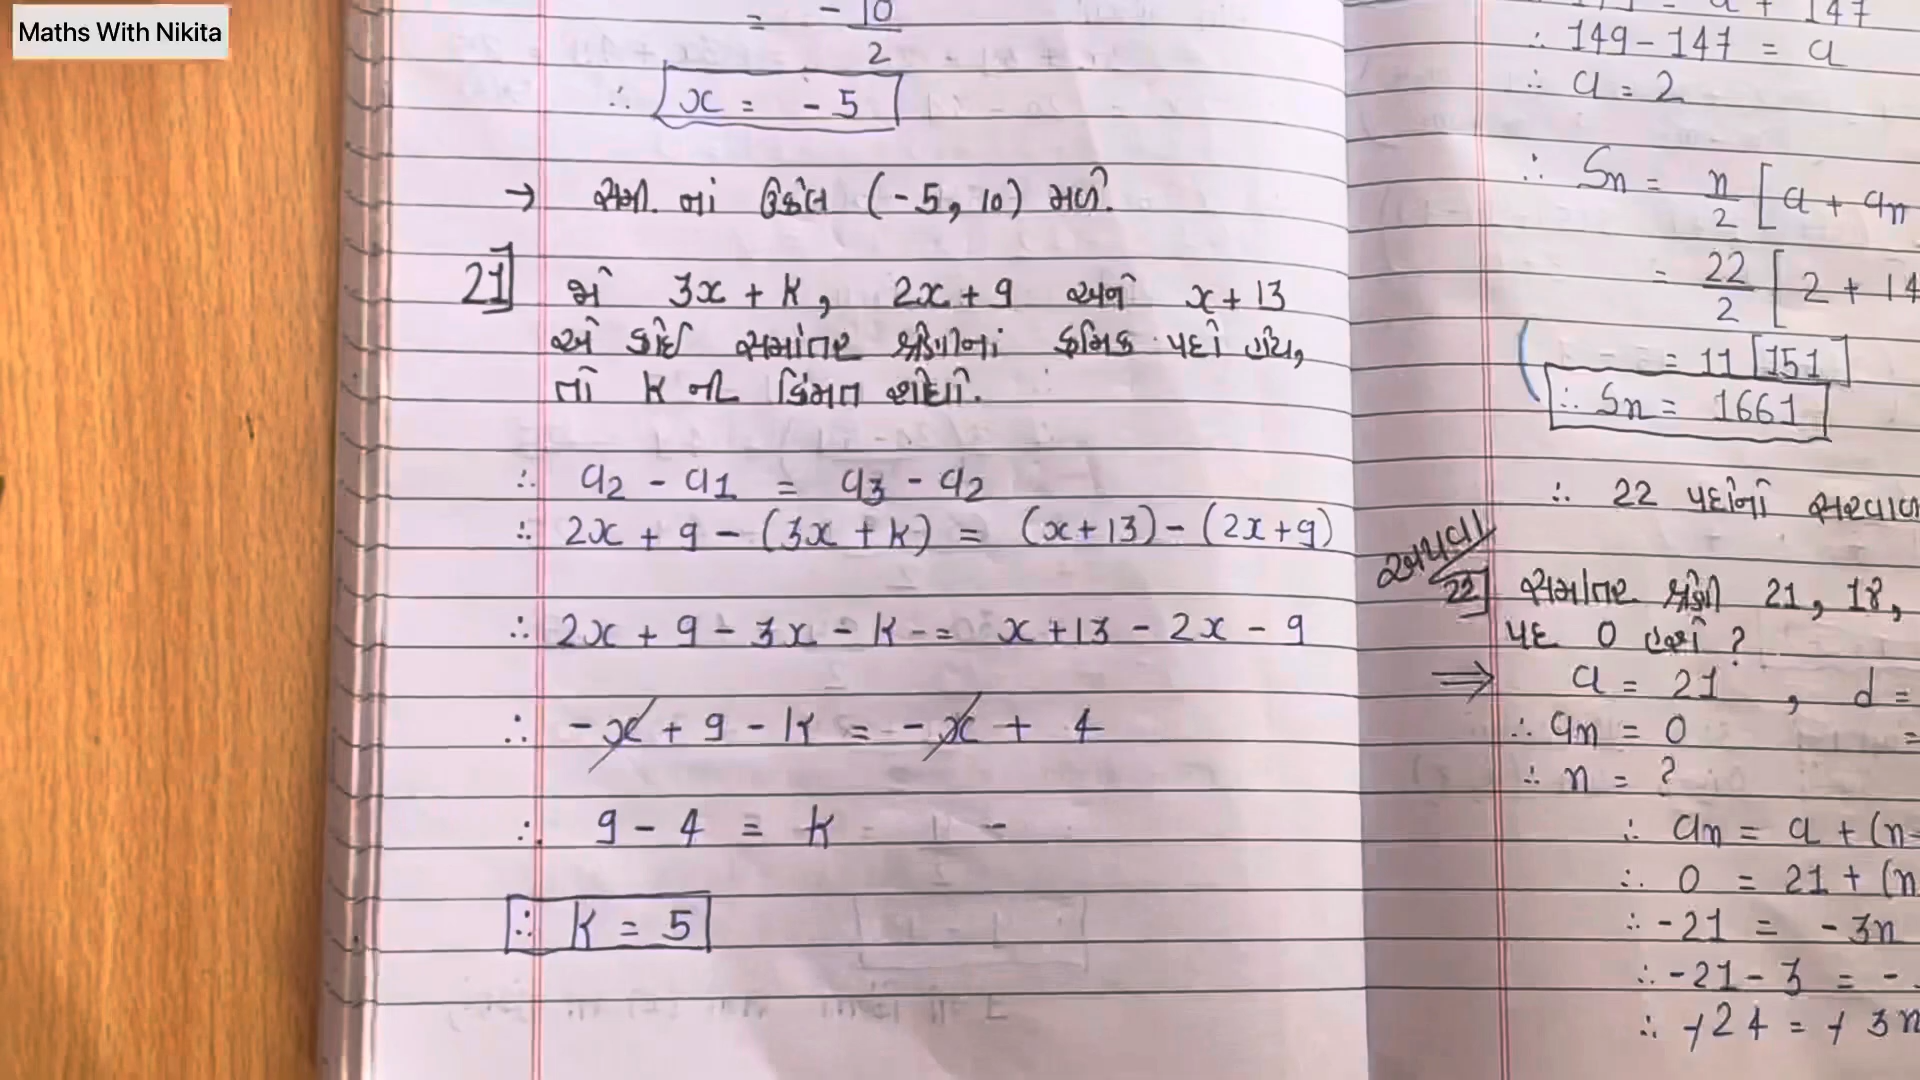 Maths With Nikita
= -10/2
∴ x = -5
→ સમી. નાં ઉકેલ (-5, 10) મળે.
21] જો 3x + k, 2x + 9 અને x + 13
એ કોઈ સમાંતર શ્રેણીનાં ક્રમિક પદો હોય,
તો k ની કિંમત શોધો.
∴ a2 - a1 = a3 - a2
∴ 2x + 9 - (3x + k) = (x+13) - (2x+9)
∴ 2x + 9 - 3x - k = x + 13 - 2x - 9
∴ -x + 9 - k = -x + 4
∴ 9 - 4 = k
∴ k = 5
∴ 149 - 147 = a
∴ a = 2
∴ Sn = n/2 [a + an
= 22/2 [2 + 14
= 11 [151]
∴ Sn = 1661
∴ 22 પદોનો
અથવા
22] સમાંતર શ્રેણી 21, 18,
પદ 0 હશે ?
⇒ a = 21 , d =
∴ an = 0 =
∴ n = ?
∴ an = a + (n-
∴ 0 = 21 + (n
∴ -21 = -3n
∴ -21 - 3 = -
∴ -24 = -3n